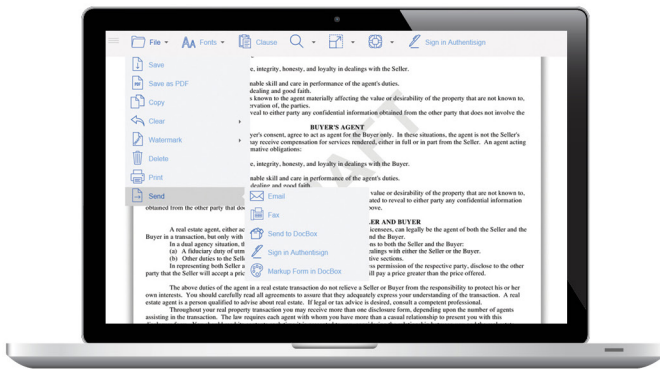 File Fonts Clause Sign in Authentisign
Save
Save as PDF
Copy
Clear
Watermark
Delete
Print
Send
Email
Fax
Send to DocBox
Sign in Authentisign
Markup Form in DocBox
DRAFT
e, integrity, honesty, and loyalty in dealings with the Seller.
nable skill and care in performance of the agent's duties.
dealing and good faith.
s known to the agent materially affecting the value or desirability of the property that are not known to,
ervation of, the parties.
veal to either party any confidential information obtained from the other party that does not involve the
BUYER'S AGENT
yer's consent, agree to act as agent for the Buyer only. In these situations, the agent is not the Seller's
may receive compensation for services rendered, either in full or in part from the Seller. An agent acting
mative obligations:
e, integrity, honesty, and loyalty in dealings with the Buyer.
nable skill and care in performance of the agent's duties.
dealing and good faith.
value or desirability of the property that are not known to,
ated to reveal to either party any confidential information
obtained from the other party that do ove.
ER AND BUYER
A real estate agent, either ac icensees, can legally be the agent of both the Seller and the
Buyer in a transaction, but only with nd the Buyer.
In a dual agency situation, th ns to both the Seller and the Buyer:
(a) A fiduciary duty of utm ealings with either the Seller or the Buyer.
(b) Other duties to the Sell tive sections.
In representing both Seller a ss permission of the respective party, disclose to the other
party that the Seller will accept a pric ill pay a price greater than the price offered.
The above duties of the agent in a real estate transaction do not relieve a Seller or Buyer from the responsibility to protect his or her
own interests. You should carefully read all agreements to assure that they adequately express your understanding of the transaction. A real
estate agent is a person qualified to advise about real estate. If legal or tax advice is desired, consult a competent professional.
Throughout your real property transaction you may receive more than one disclosure form, depending upon the number of agents
assisting in the transaction. The law requires each agent with whom you have more than a casual relationship to present you with this